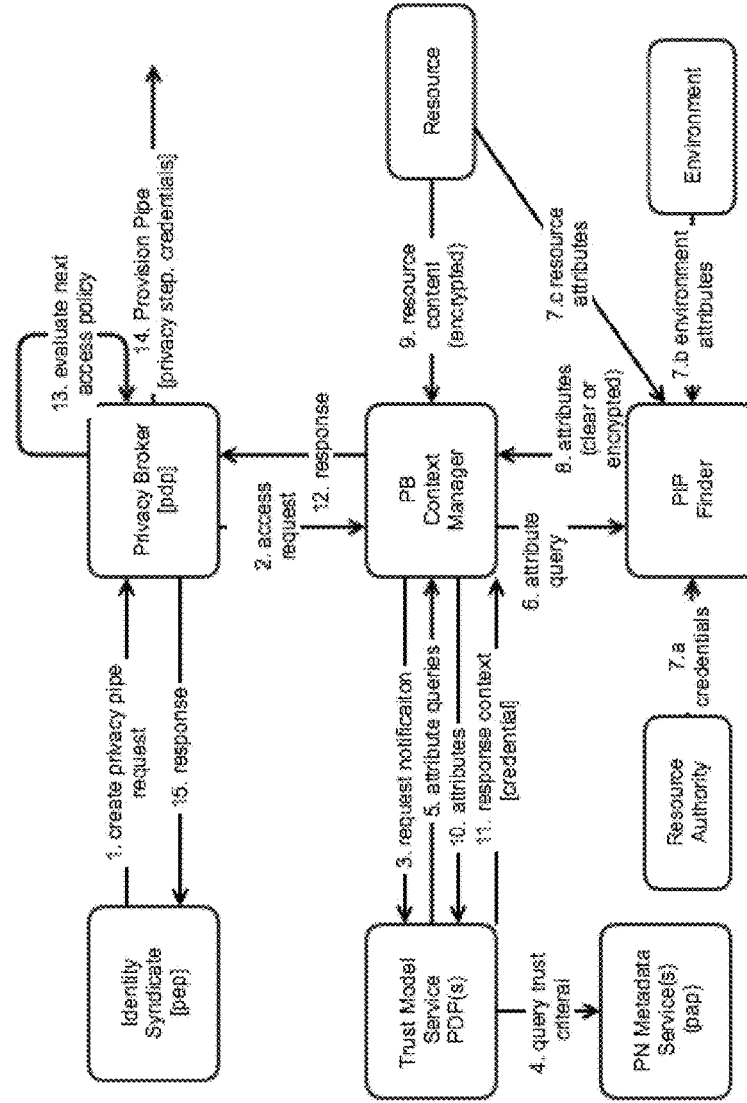 Identity
Syndicate
[pep]
1. create privacy pipe
request
15. response
Privacy Broker
[pdp]
13. evaluate next
access policy
14. Provision Pipe
[privacy step. credentials]
2. access
request
12. response
Trust Model
Service
PDF(s)
3. request notificaiton
5. attribute queries
10. attributes
11. response context
[credential]
PB
Context
Manager
9. resource
content
(encrypted)
Resource
4. query trust
criteral
6. attribute
query
8. attributes
(clear or
encrypted)
7.c resource
attributes
PN Metadata
Service(s)
(pap)
Resource
Authority
7.a
credentials
PIP
Finder
7.b environment
attributes
Environment